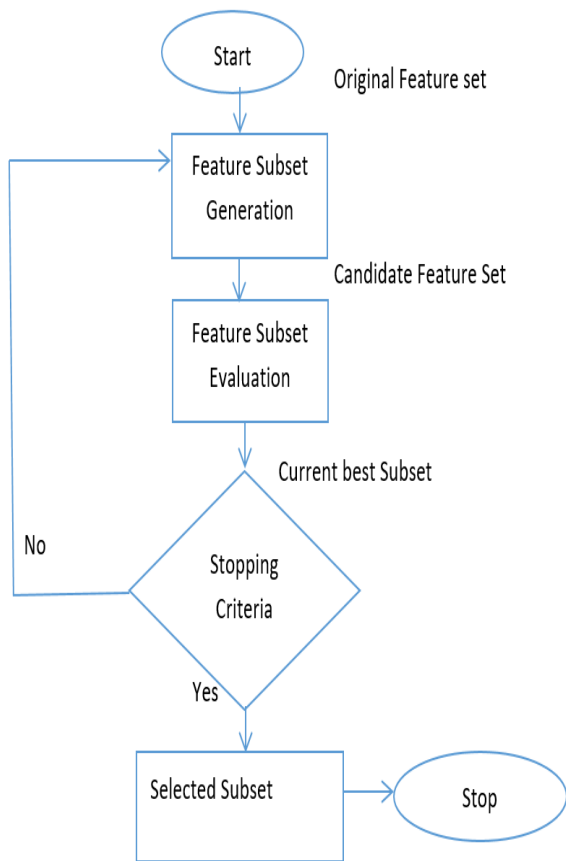 Start
Original Feature set
Feature Subset
Generation
Candidate Feature Set
Feature Subset
Evaluation
Current best Subset
No
Stopping
Criteria
Yes
Selected Subset
Stop